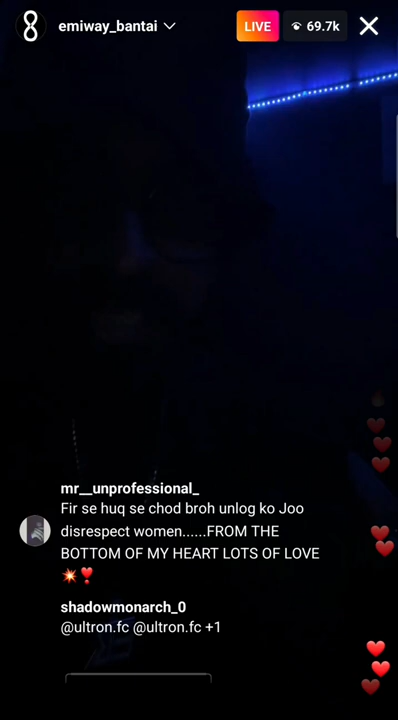 emiway_bantai
LIVE
69.7k
mr__unprofessional_
Fir se huq se chod broh unlog ko Joo
disrespect women......FROM THE
BOTTOM OF MY HEART LOTS OF LOVE
💥❣️
shadowmonarch_0
@ultron.fc @ultron.fc +1